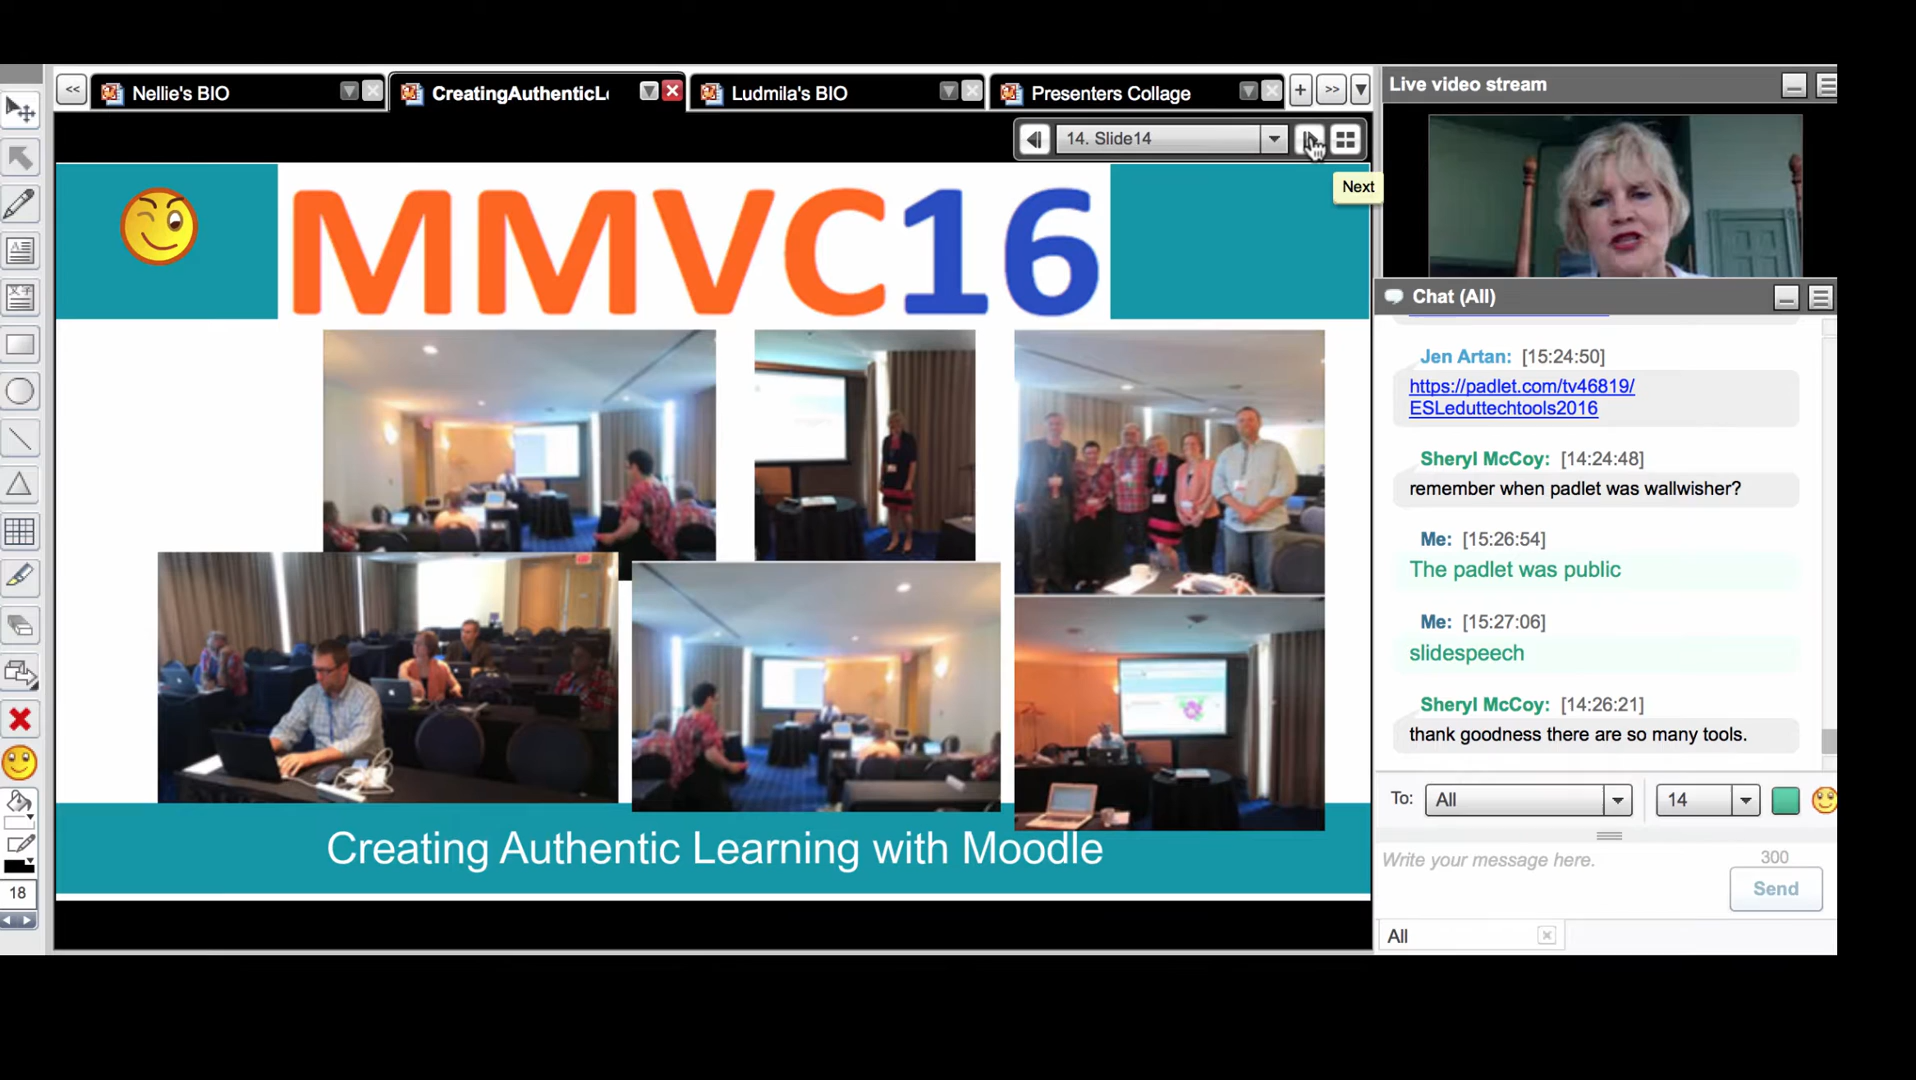 <<
Nellie's BIO
CreatingAuthenticLe
Ludmila's BIO
Presenters Collage
+
>>
Live video stream
14. Slide14
Next
MMVC16
Creating Authentic Learning with Moodle
18
Chat (All)
Jen Artan: [15:24:50]
https://padlet.com/tv46819/
ESLeduttechtools2016
Sheryl McCoy: [14:24:48]
remember when padlet was wallwisher?
Me: [15:26:54]
The padlet was public
Me: [15:27:06]
slidespeech
Sheryl McCoy: [14:26:21]
thank goodness there are so many tools.
To: All 14
Write your message here.
300
Send
All